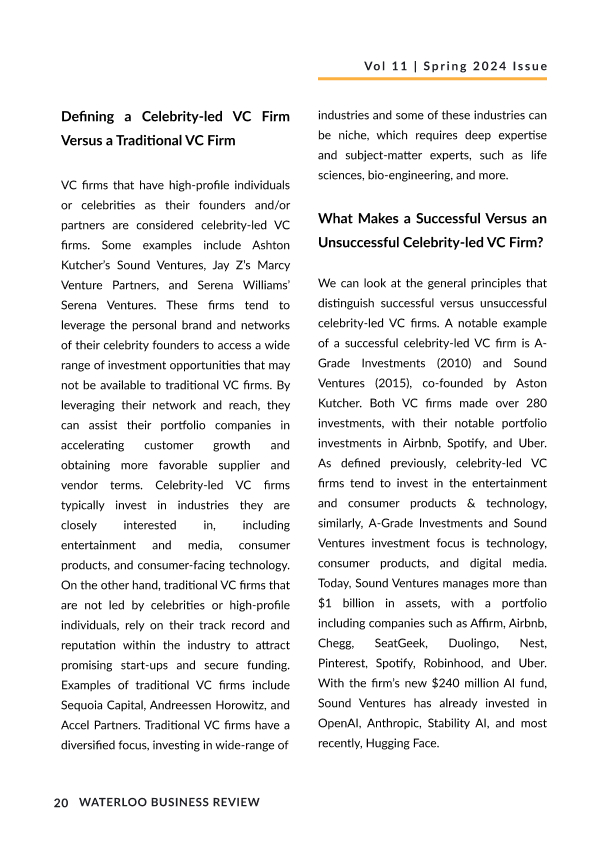 Vol 11 | Spring 2024 Issue
Defining a Celebrity-led VC Firm
Versus a Traditional VC Firm
VC firms that have high-profile individuals
or celebrities as their founders and/or
partners are considered celebrity-led VC
firms. Some examples include Ashton
Kutcher's Sound Ventures, Jay Z's Marcy
Venture Partners, and Serena Williams'
Serena Ventures. These firms tend to
leverage the personal brand and networks
of their celebrity founders to access a wide
range of investment opportunities that may
not be available to traditional VC firms. By
leveraging their network and reach, they
can assist their portfolio companies in
accelerating customer growth and
obtaining more favorable supplier and
vendor terms. Celebrity-led VC firms
typically invest in industries they are
closely interested in, including
entertainment and media, consumer
products, and consumer-facing technology.
On the other hand, traditional VC firms that
are not led by celebrities or high-profile
individuals, rely on their track record and
reputation within the industry to attract
promising start-ups and secure funding.
Examples of traditional VC firms include
Sequoia Capital, Andreessen Horowitz, and
Accel Partners. Traditional VC firms have a
diversified focus, investing in wide-range of
industries and some of these industries can
be niche, which requires deep expertise
and subject-matter experts, such as life
sciences, bio-engineering, and more.
What Makes a Successful Versus an
Unsuccessful Celebrity-led VC Firm?
We can look at the general principles that
distinguish successful versus unsuccessful
celebrity-led VC firms. A notable example
of a successful celebrity-led VC firm is A-
Grade Investments (2010) and Sound
Ventures (2015), co-founded by Aston
Kutcher. Both VC firms made over 280
investments, with their notable portfolio
investments in Airbnb, Spotify, and Uber.
As defined previously, celebrity-led VC
firms tend to invest in the entertainment
and consumer products & technology,
similarly, A-Grade Investments and Sound
Ventures investment focus is technology,
consumer products, and digital media.
Today, Sound Ventures manages more than
$1 billion in assets, with a portfolio
including companies such as Affirm, Airbnb,
Chegg, SeatGeek, Duolingo, Nest,
Pinterest, Spotify, Robinhood, and Uber.
With the firm's new $240 million AI fund,
Sound Ventures has already invested in
OpenAI, Anthropic, Stability AI, and most
recently, Hugging Face.
20 WATERLOO BUSINESS REVIEW